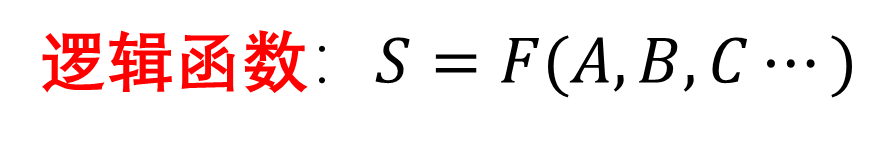 逻辑函数：S = F(A, B, C ⋯)